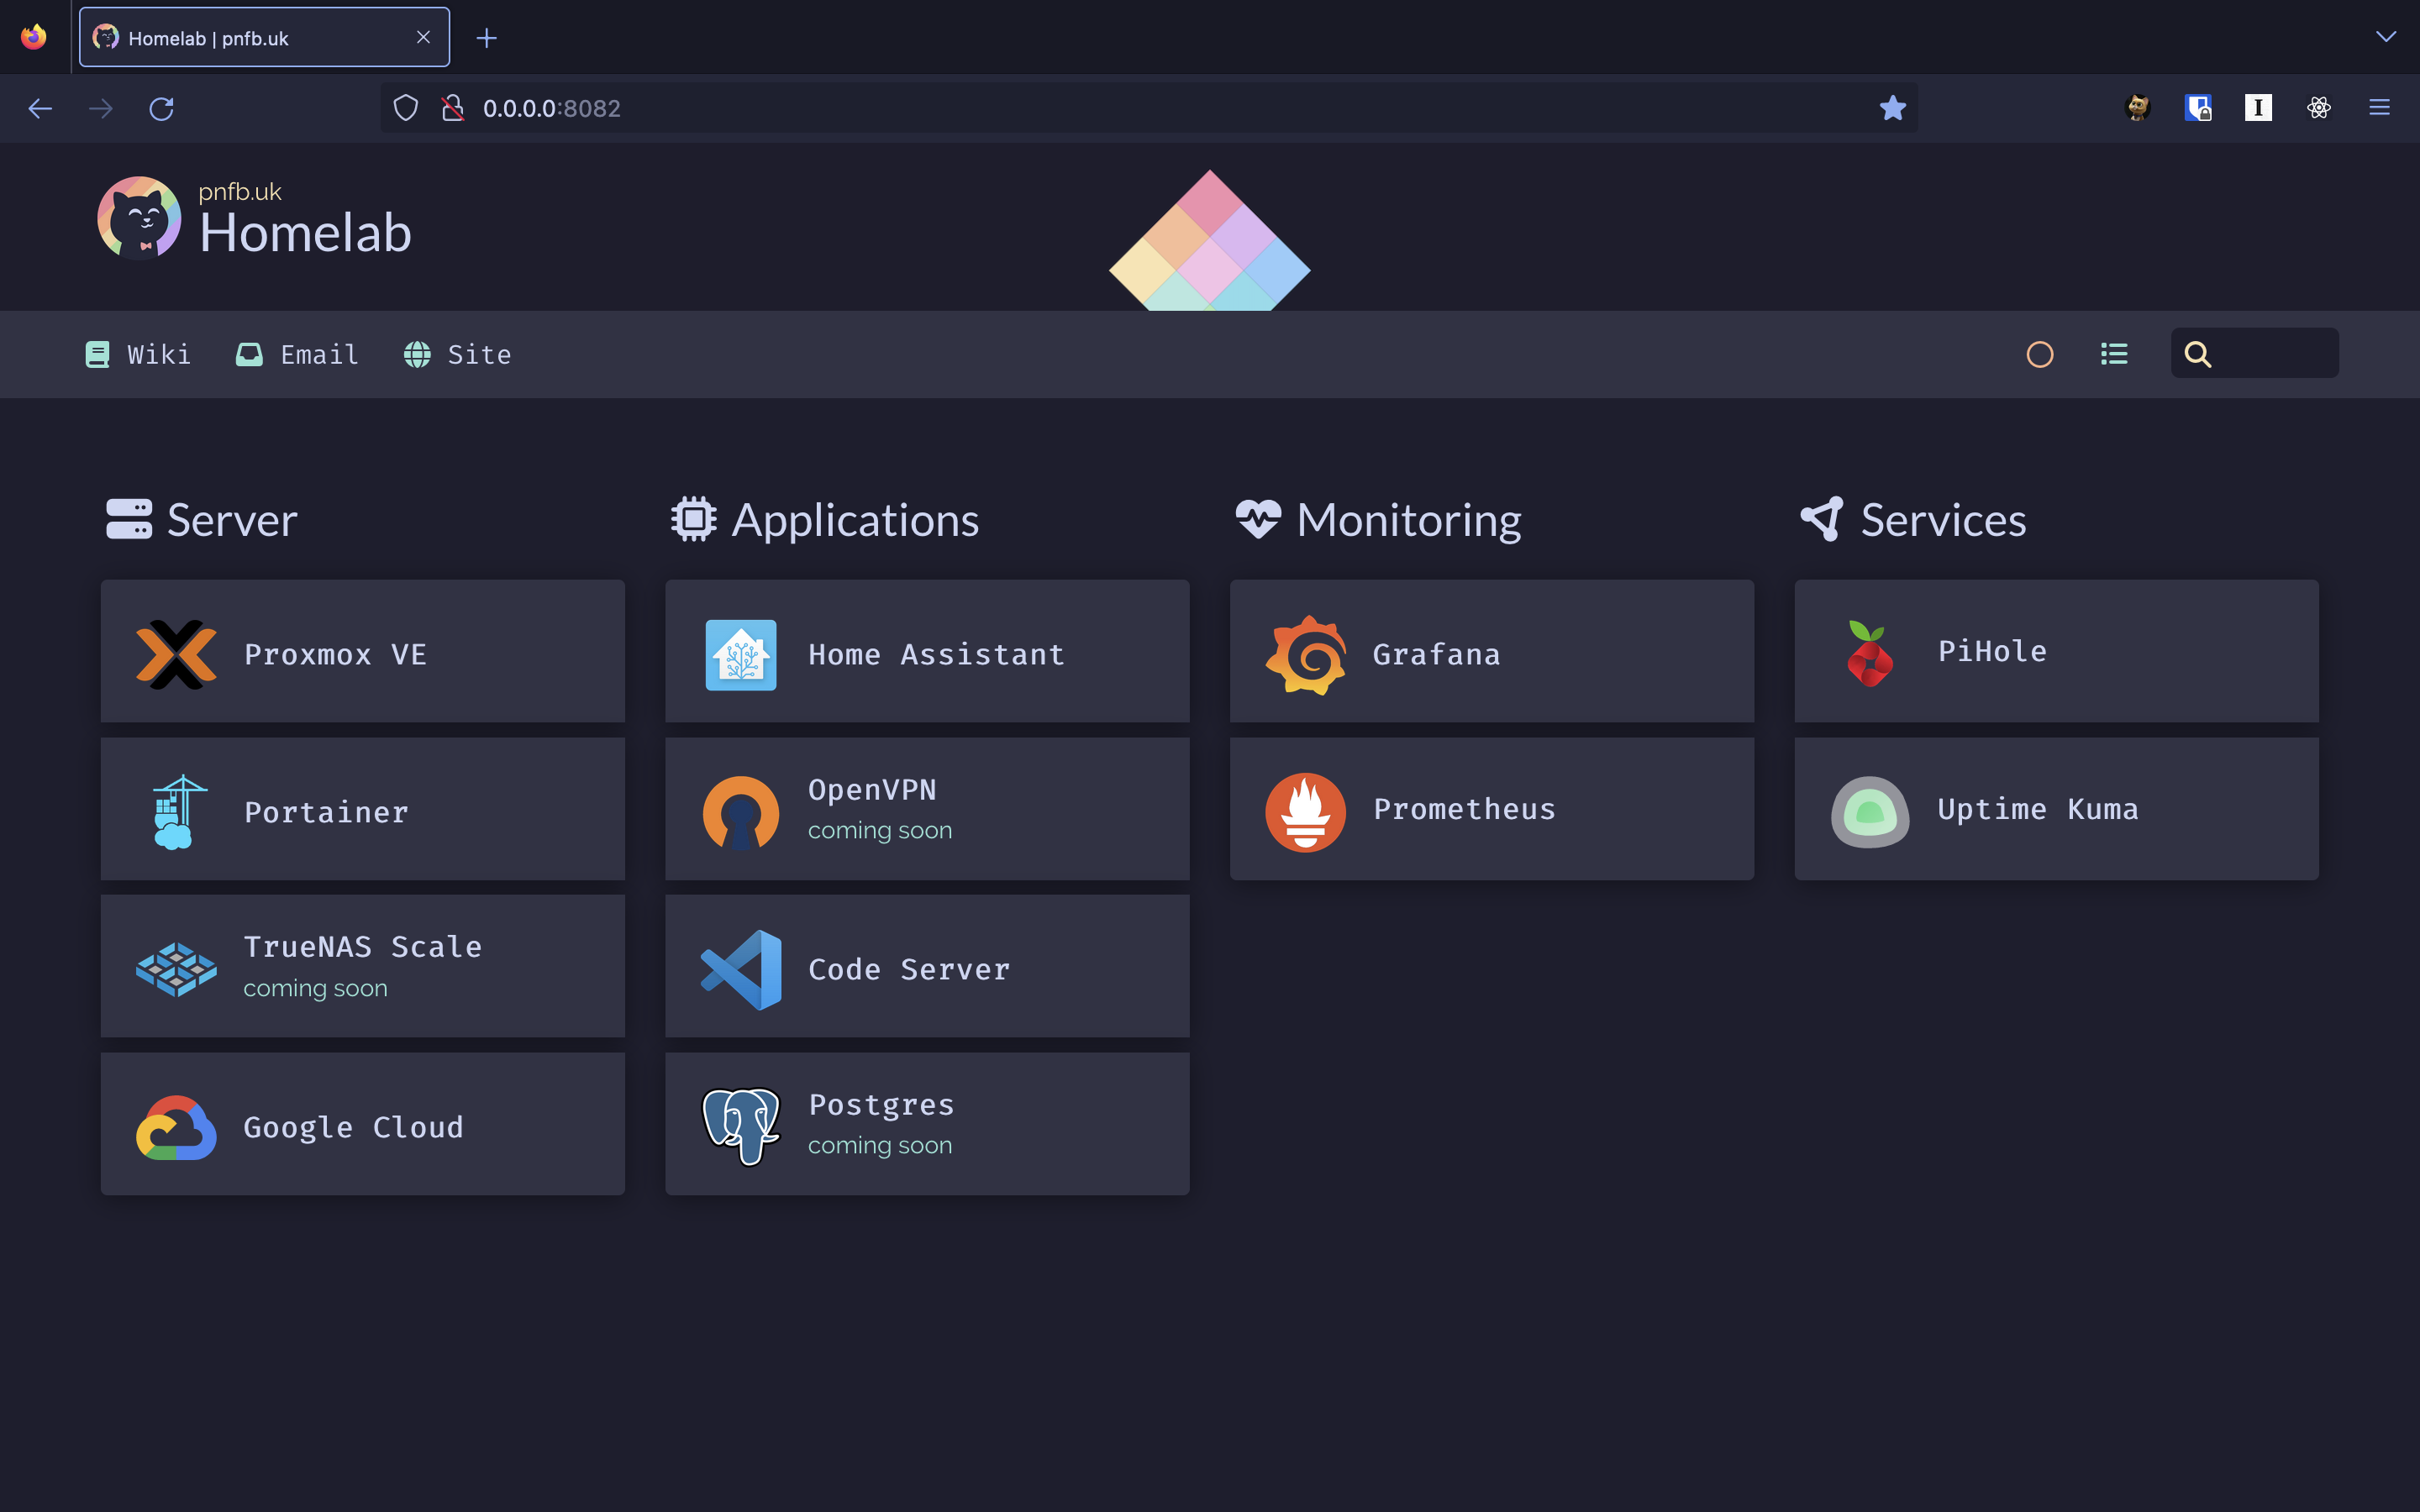 Homelab | pnfb.uk
0.0.0.0:8082
I
pnfb.uk
Homelab
Wiki
Email
Site
Server
Proxmox VE
Portainer
TrueNAS Scale
coming soon
Google Cloud
Applications
Home Assistant
OpenVPN
coming soon
Code Server
Postgres
coming soon
Monitoring
Grafana
Prometheus
Services
PiHole
Uptime Kuma